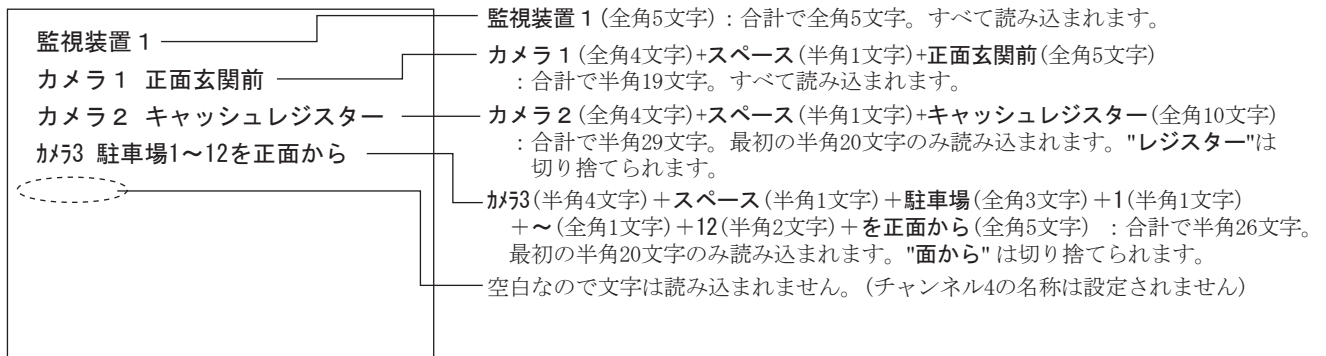 監視装置１
カメラ１ 正面玄関前
カメラ２ キャッシュレジスター
ｶﾒﾗ3 駐車場1～12を正面から
監視装置１(全角5文字)：合計で全角5文字。すべて読み込まれます。
カメラ１(全角4文字)+スペース(半角1文字)+正面玄関前(全角5文字)
：合計で半角19文字。すべて読み込まれます。
カメラ２(全角4文字)+スペース(半角1文字)+キャッシュレジスター(全角10文字)
：合計で半角29文字。最初の半角20文字のみ読み込まれます。"レジスター"は
切り捨てられます。
ｶﾒﾗ3(半角4文字)＋スペース(半角1文字)＋駐車場(全角3文字)＋1(半角1文字)
＋～(全角1文字)＋12(半角2文字)＋を正面から(全角5文字) ：合計で半角26文字。
最初の半角20文字のみ読み込まれます。"面から" は切り捨てられます。
空白なので文字は読み込まれません。(チャンネル4の名称は設定されません)